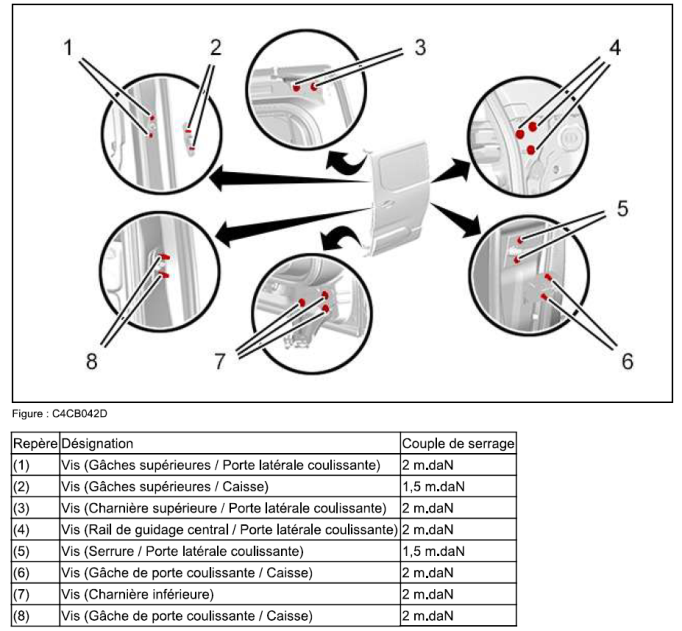 1
2
3
4
5
6
7
8
Figure : C4CB042D
Repère Désignation Couple de serrage
(1) Vis (Gâches supérieures / Porte latérale coulissante) 2 m.daN
(2) Vis (Gâches supérieures / Caisse) 1,5 m.daN
(3) Vis (Charnière supérieure / Porte latérale coulissante) 2 m.daN
(4) Vis (Rail de guidage central / Porte latérale coulissante) 2 m.daN
(5) Vis (Serrure / Porte latérale coulissante) 1,5 m.daN
(6) Vis (Gâche de porte coulissante / Caisse) 2 m.daN
(7) Vis (Charnière inférieure) 2 m.daN
(8) Vis (Gâche de porte coulissante / Caisse) 2 m.daN